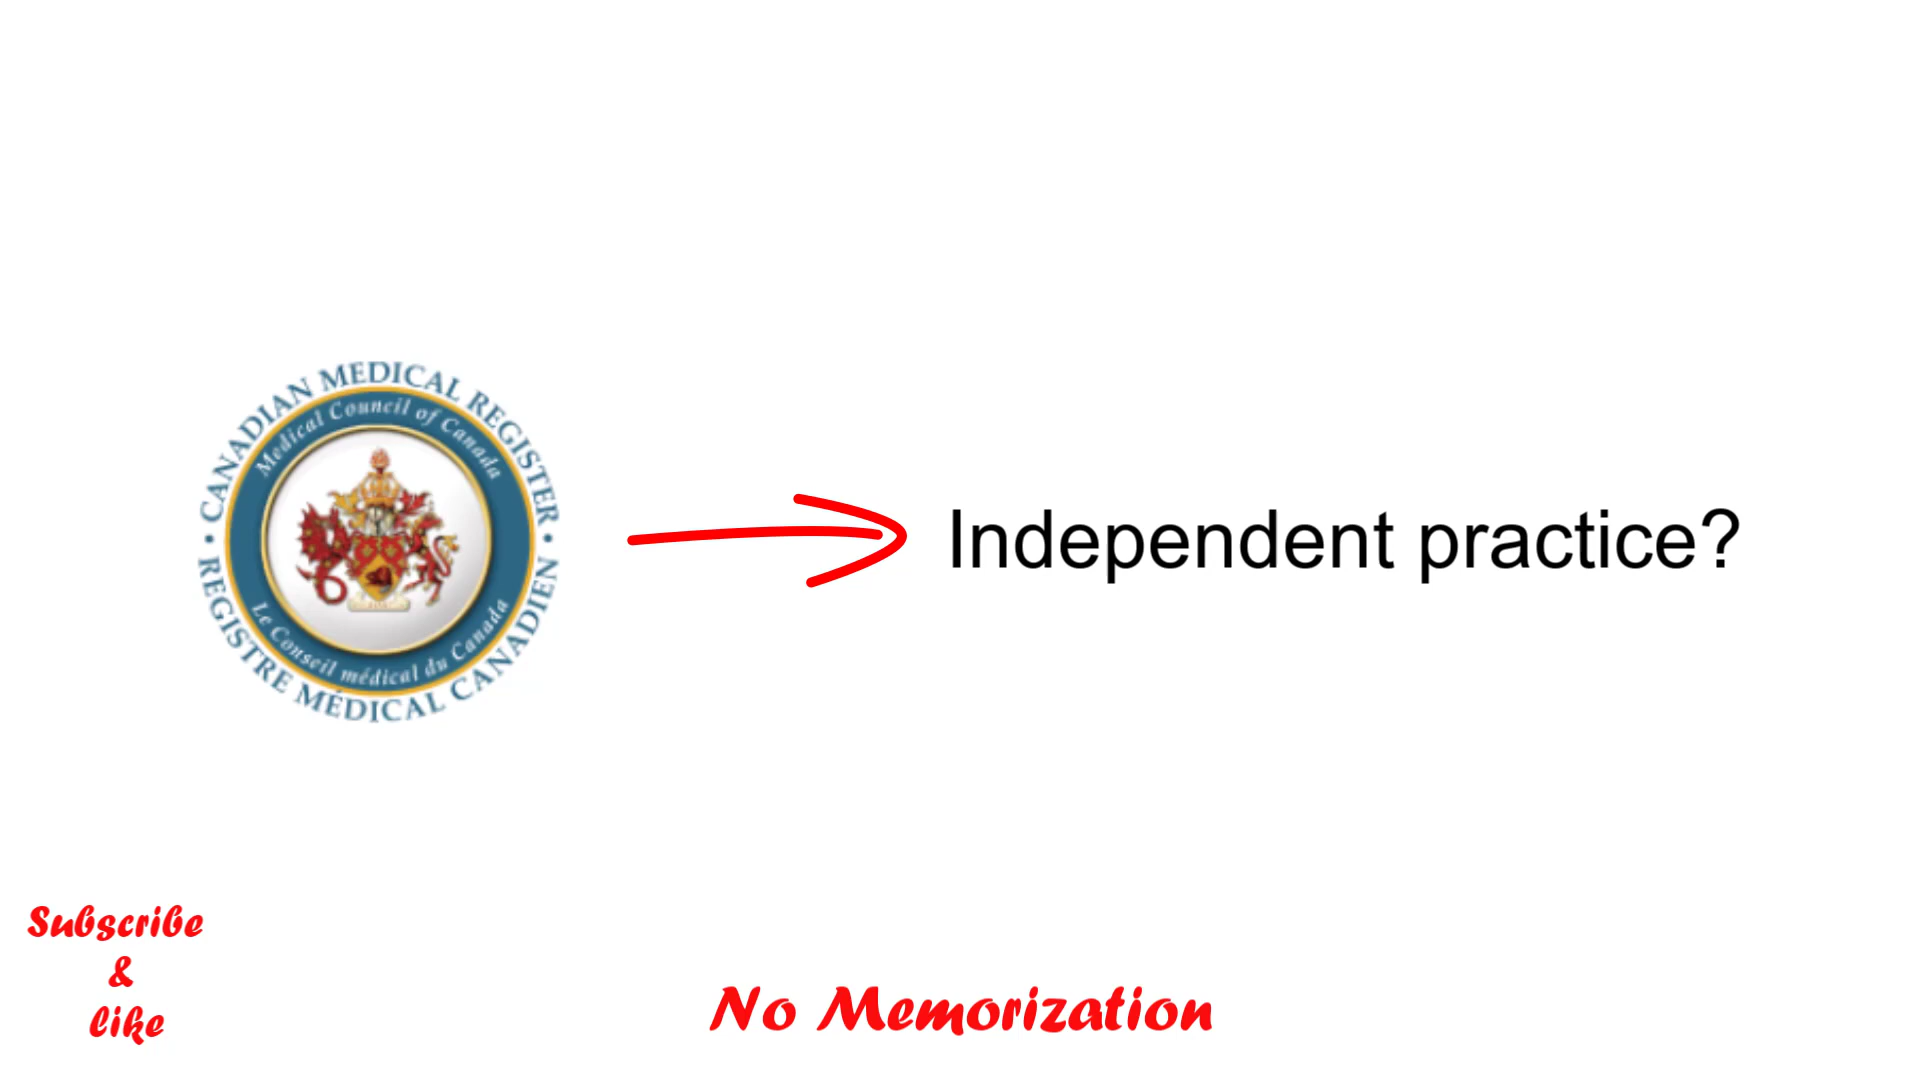 • CANADIAN MEDICAL REGISTER •
Medical Council of Canada
Le Conseil médical du Canada
REGISTRE MÉDICAL CANADIEN
Independent practice?
Subscribe
&
like
No Memorization